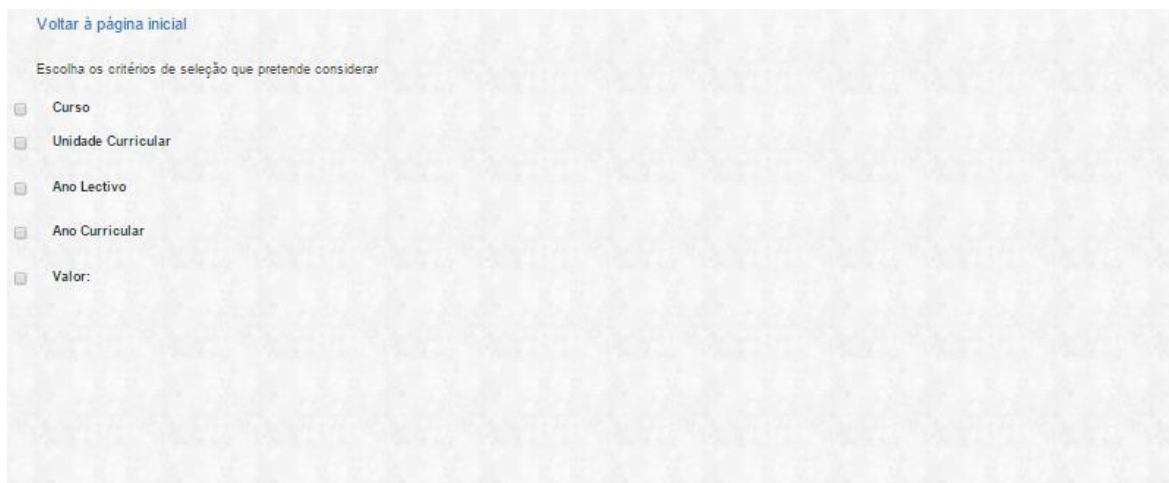 Voltar à página inicial
Escolha os critérios de seleção que pretende considerar
Curso
Unidade Curricular
Ano Lectivo
Ano Curricular
Valor: